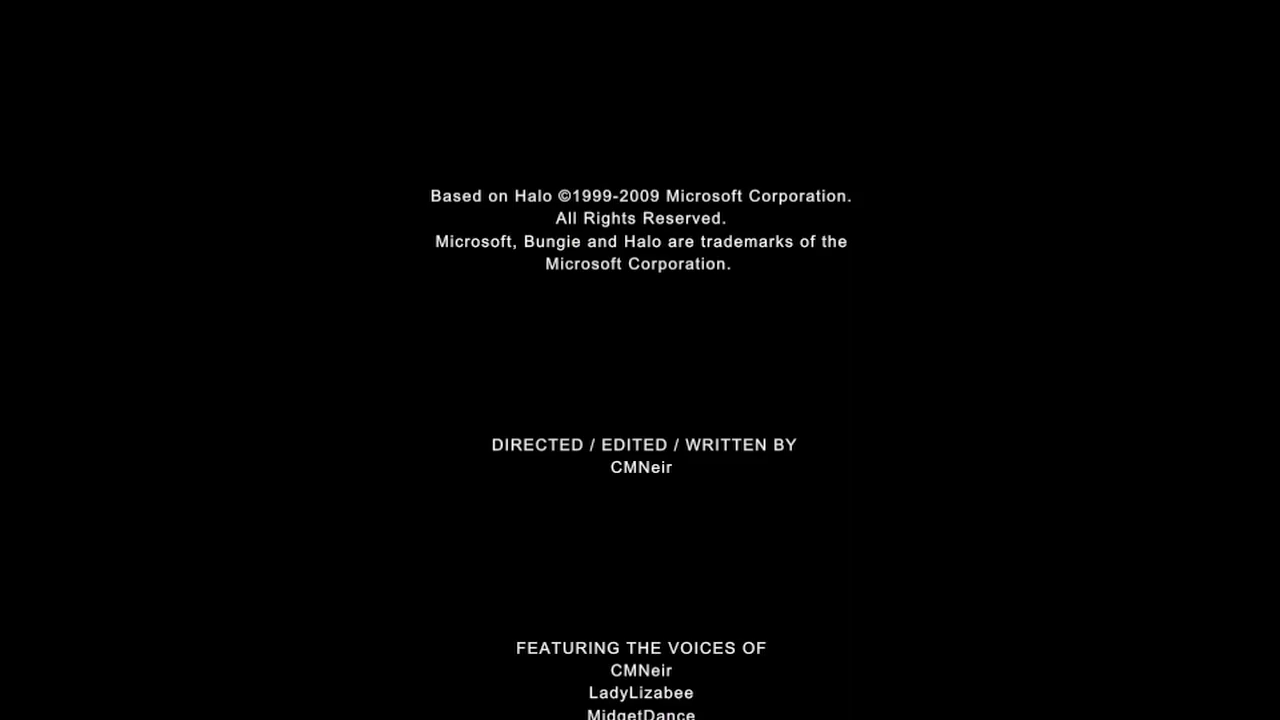 Based on Halo ©1999-2009 Microsoft Corporation.
All Rights Reserved.
Microsoft, Bungie and Halo are trademarks of the
Microsoft Corporation.
DIRECTED / EDITED / WRITTEN BY
CMNeir
FEATURING THE VOICES OF
CMNeir
LadyLizabee
MidgetDance